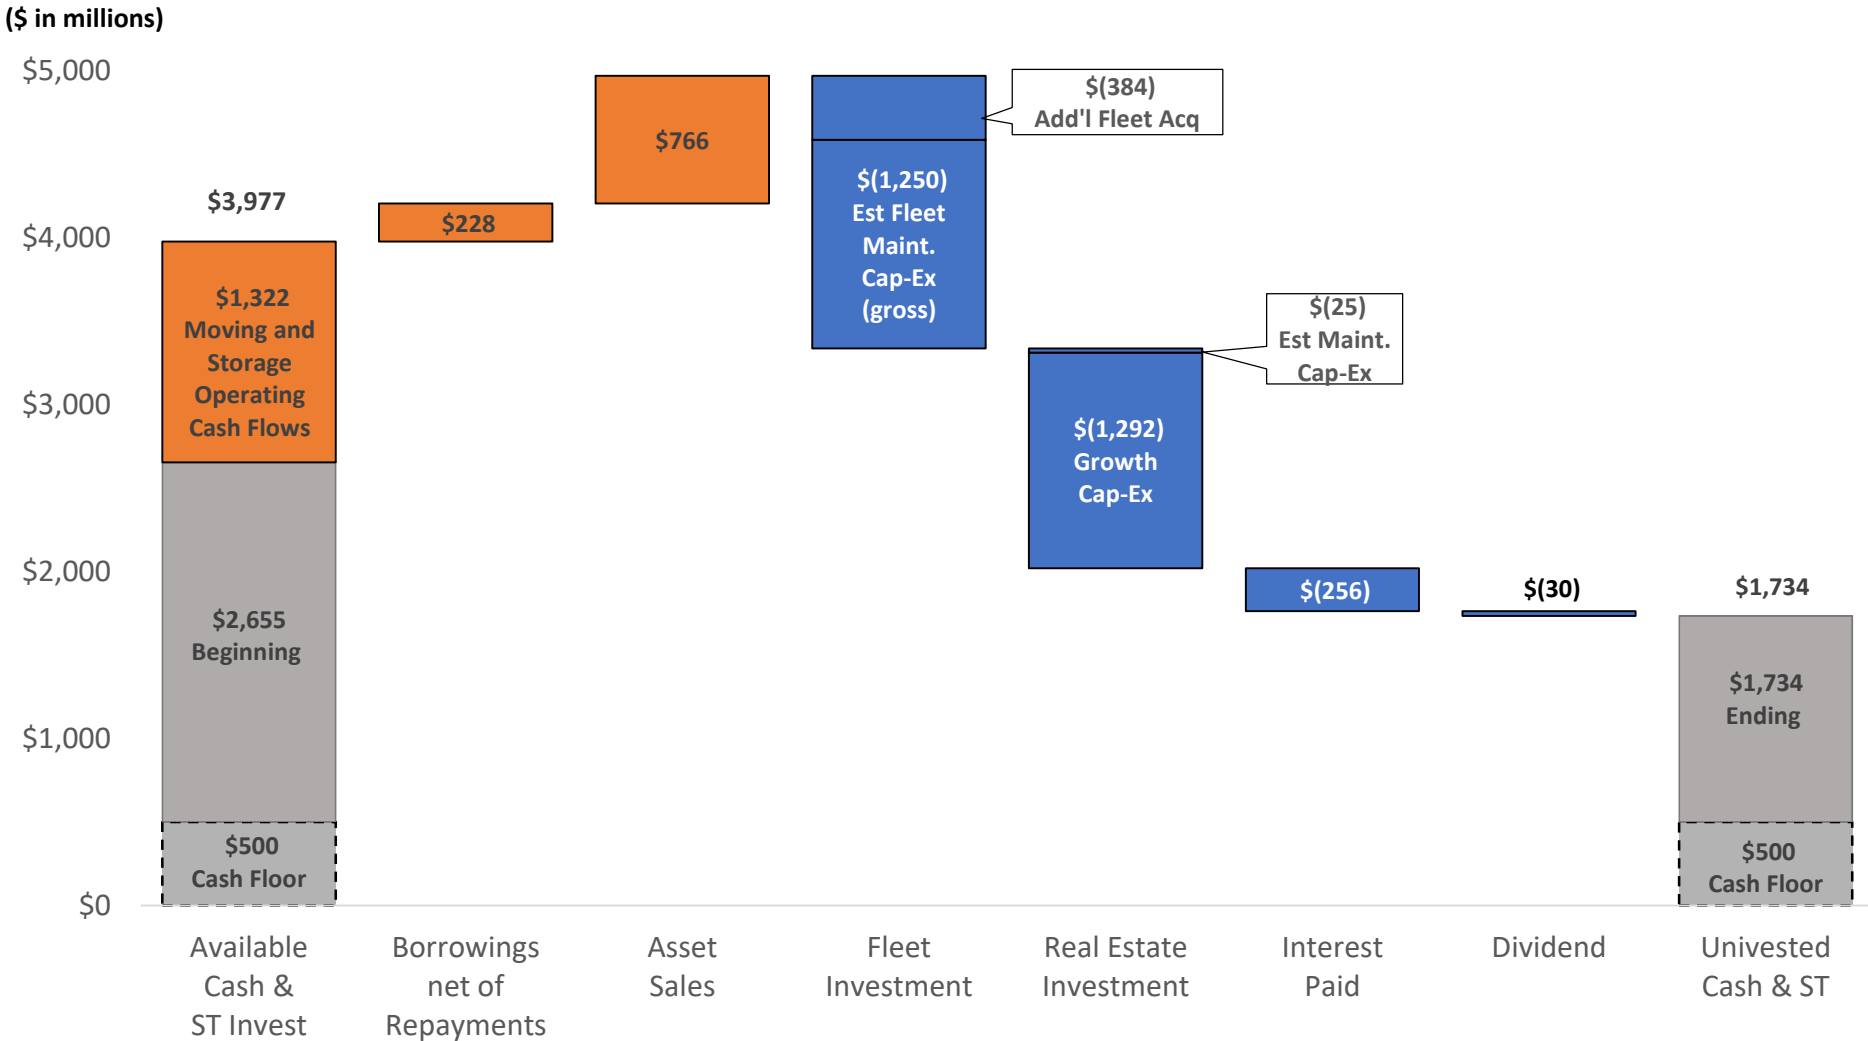 ($ in millions)
$5,000
$4,000
$3,000
$2,000
$1,000
$0
$3,977
$1,322
Moving and
Storage
Operating
Cash Flows
$2,655
Beginning
$500
Cash Floor
$228
$766
$(384)
Add'l Fleet Acq
$(1,250)
Est Fleet
Maint.
Cap-Ex
(gross)
$(25)
Est Maint.
Cap-Ex
$(1,292)
Growth
Cap-Ex
$(256)
$(30)
$1,734
$1,734
Ending
$500
Cash Floor
Available
Cash &
ST Invest
Borrowings
net of
Repayments
Asset
Sales
Fleet
Investment
Real Estate
Investment
Interest
Paid
Dividend
Univested
Cash & ST